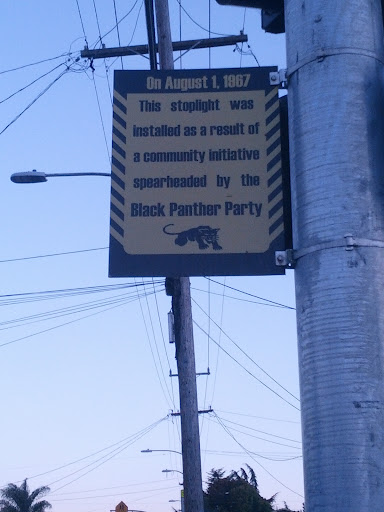 On August 1, 1967
This stoplight was
installed as a result of
a community initiative
spearheaded by the
Black Panther Party